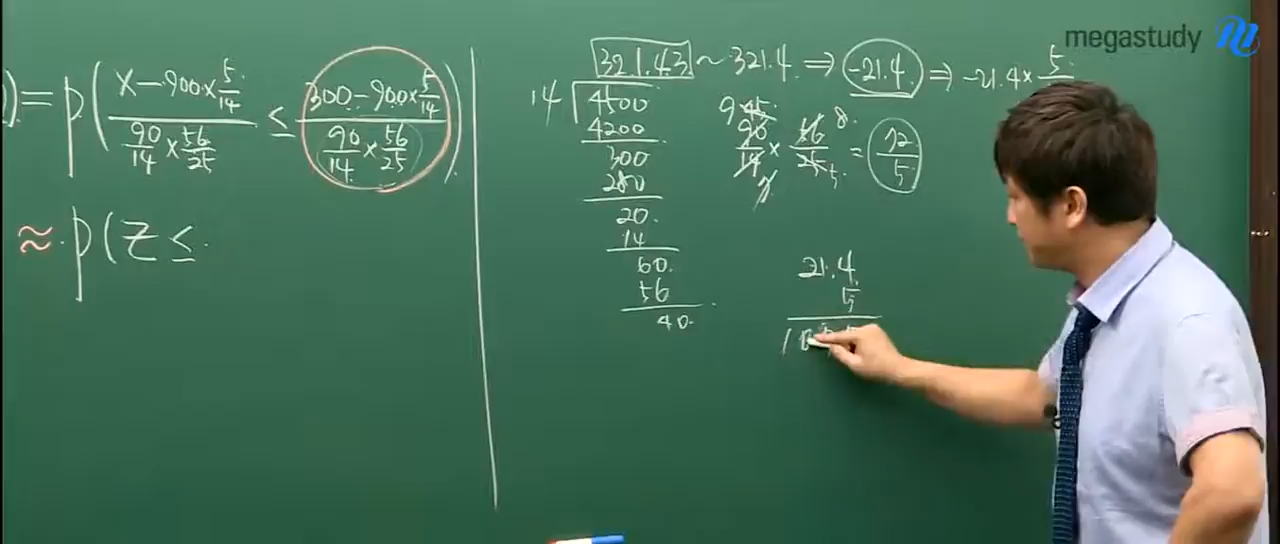 megastudy
) = P( (X - 900 × 5/14) / (90/14 × 56/25) ≤ (300 - 900 × 5/14) / (90/14 × 56/25) )
≈ P(Z ≤
321.43 ~ 321.4 ⇒ -21.4 ⇒ -21.4 × 5
14 4500
4200
300
280
20
14
60
56
40
90/14 × 56/25 = 72/5
9 45 8
5
21.4
5